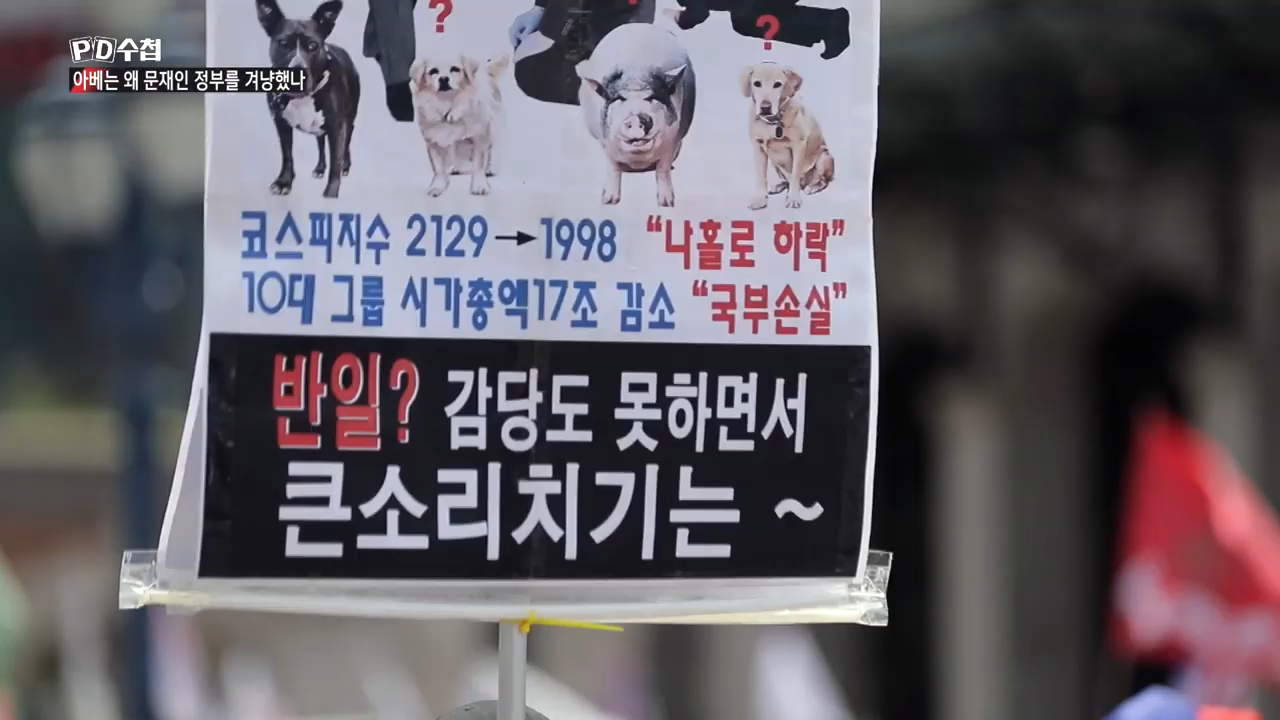 PD수첩
아베는 왜 문재인 정부를 겨냥했나
? ?
코스피지수 2129→1998 “나홀로 하락”
10대 그룹 시가총액17조 감소 “국부손실”
반일? 감당도 못하면서
큰소리치기는 ~